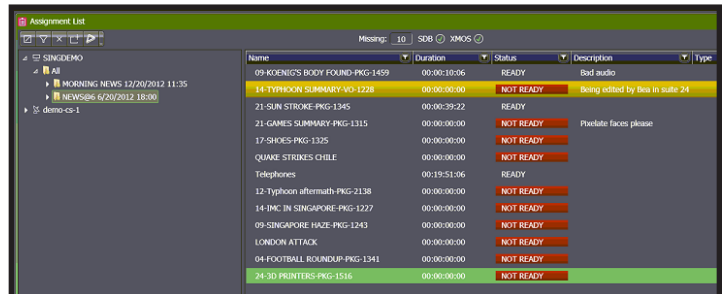 Assignment List
Missing: 10 SDB XMOS
SINGDEMO
All
MORNING NEWS 12/20/2012 11:35
NEWS@6 6/20/2012 18:00
demo-cs-1
Name Duration Status Description Type
09-KOENIG'S BODY FOUND-PKG-1459 00:00:10:06 READY Bad audio
14-TYPHOON SUMMARY-VO-1228 00:00:00:00 NOT READY Being edited by Bea in suite 24
21-SUN STROKE-PKG-1345 00:00:39:22 READY
21-GAMES SUMMARY-PKG-1315 00:00:00:00 NOT READY Pixelate faces please
17-SHOES-PKG-1325 00:00:00:00 NOT READY
QUAKE STRIKES CHILE 00:00:00:00 NOT READY
Telephones 00:19:51:06 READY
12-Typhoon aftermath-PKG-2138 00:00:00:00 NOT READY
14-IMC IN SINGAPORE-PKG-1227 00:00:00:00 NOT READY
09-SINGAPORE HAZE-PKG-1243 00:00:00:00 NOT READY
LONDON ATTACK 00:00:00:00 NOT READY
04-FOOTBALL ROUNDUP-PKG-1341 00:00:00:00 NOT READY
24-3D PRINTERS-PKG-1516 00:00:00:00 NOT READY